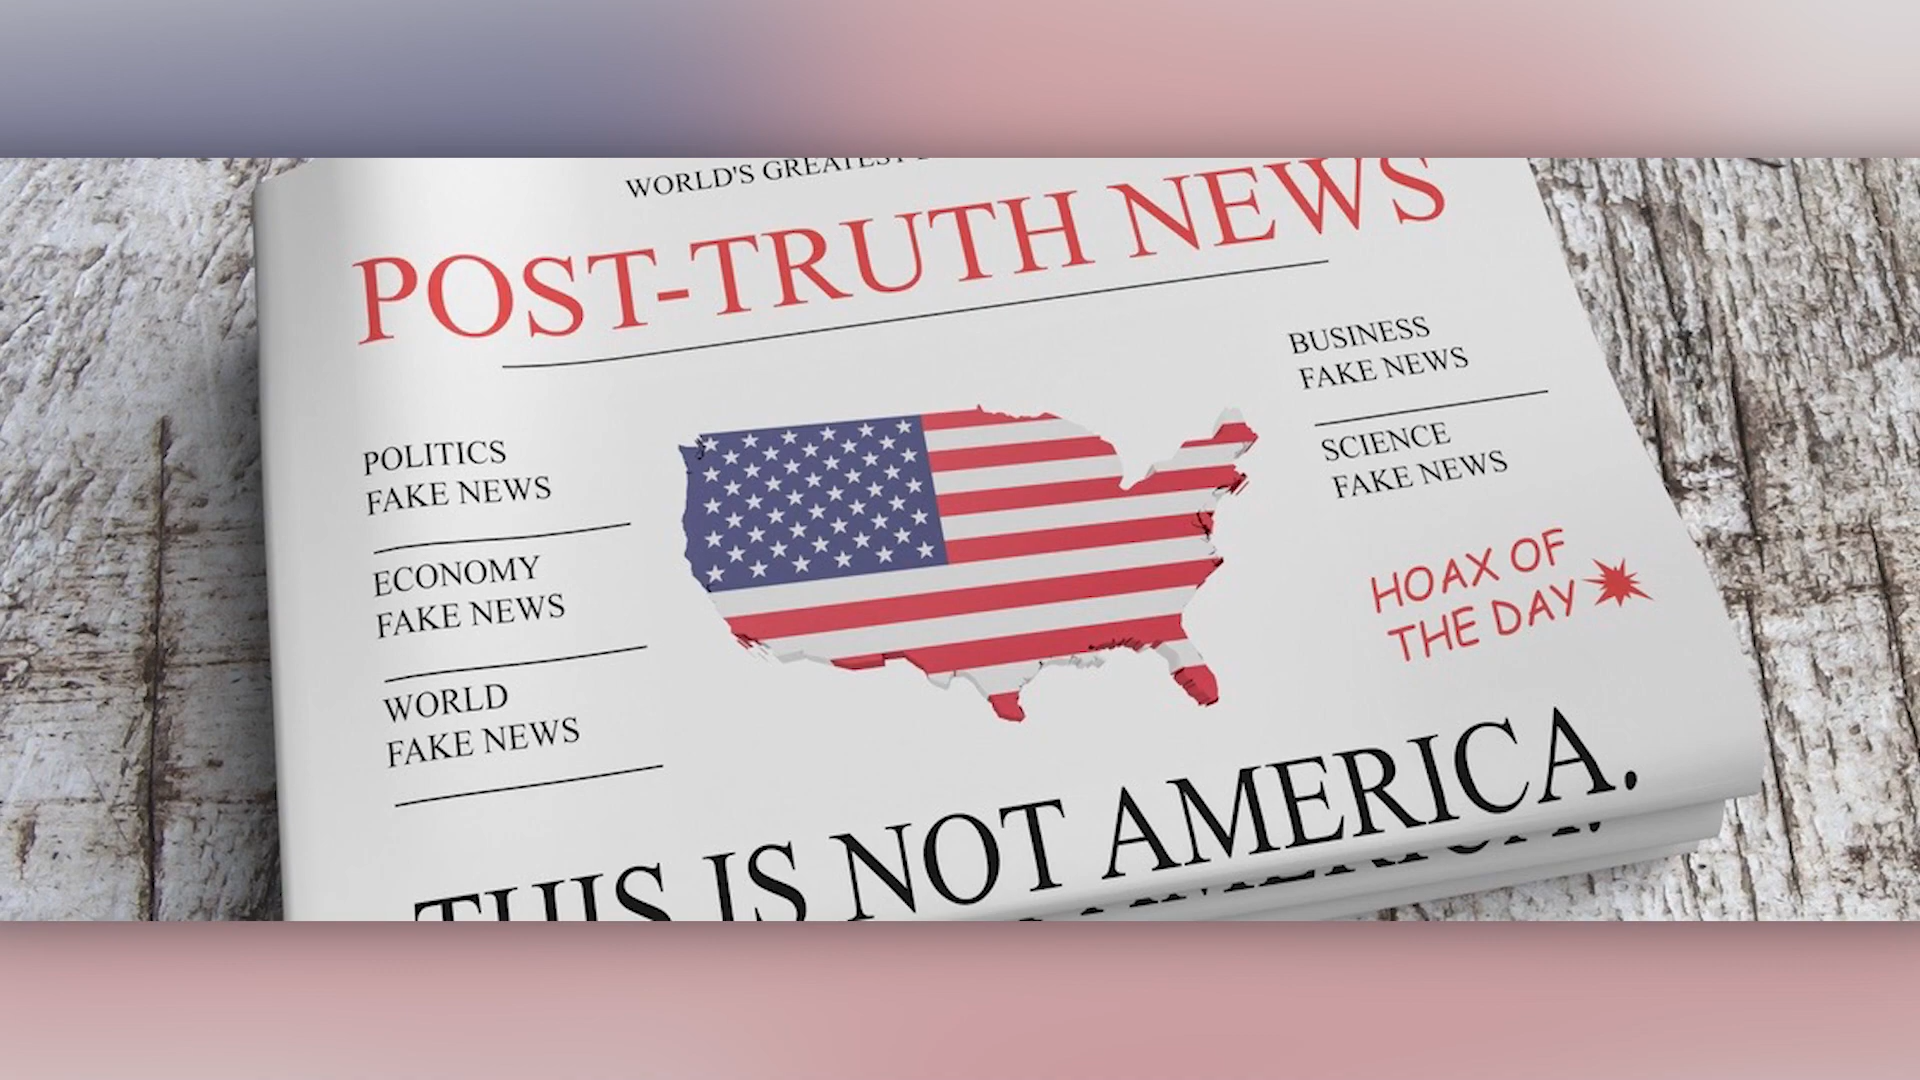 WORLD'S GREATEST
POST-TRUTH NEWS
POLITICS
FAKE NEWS
ECONOMY
FAKE NEWS
WORLD
FAKE NEWS
BUSINESS
FAKE NEWS
SCIENCE
FAKE NEWS
HOAX OF
THE DAY
THIS IS NOT AMERICA.
AMERICA.